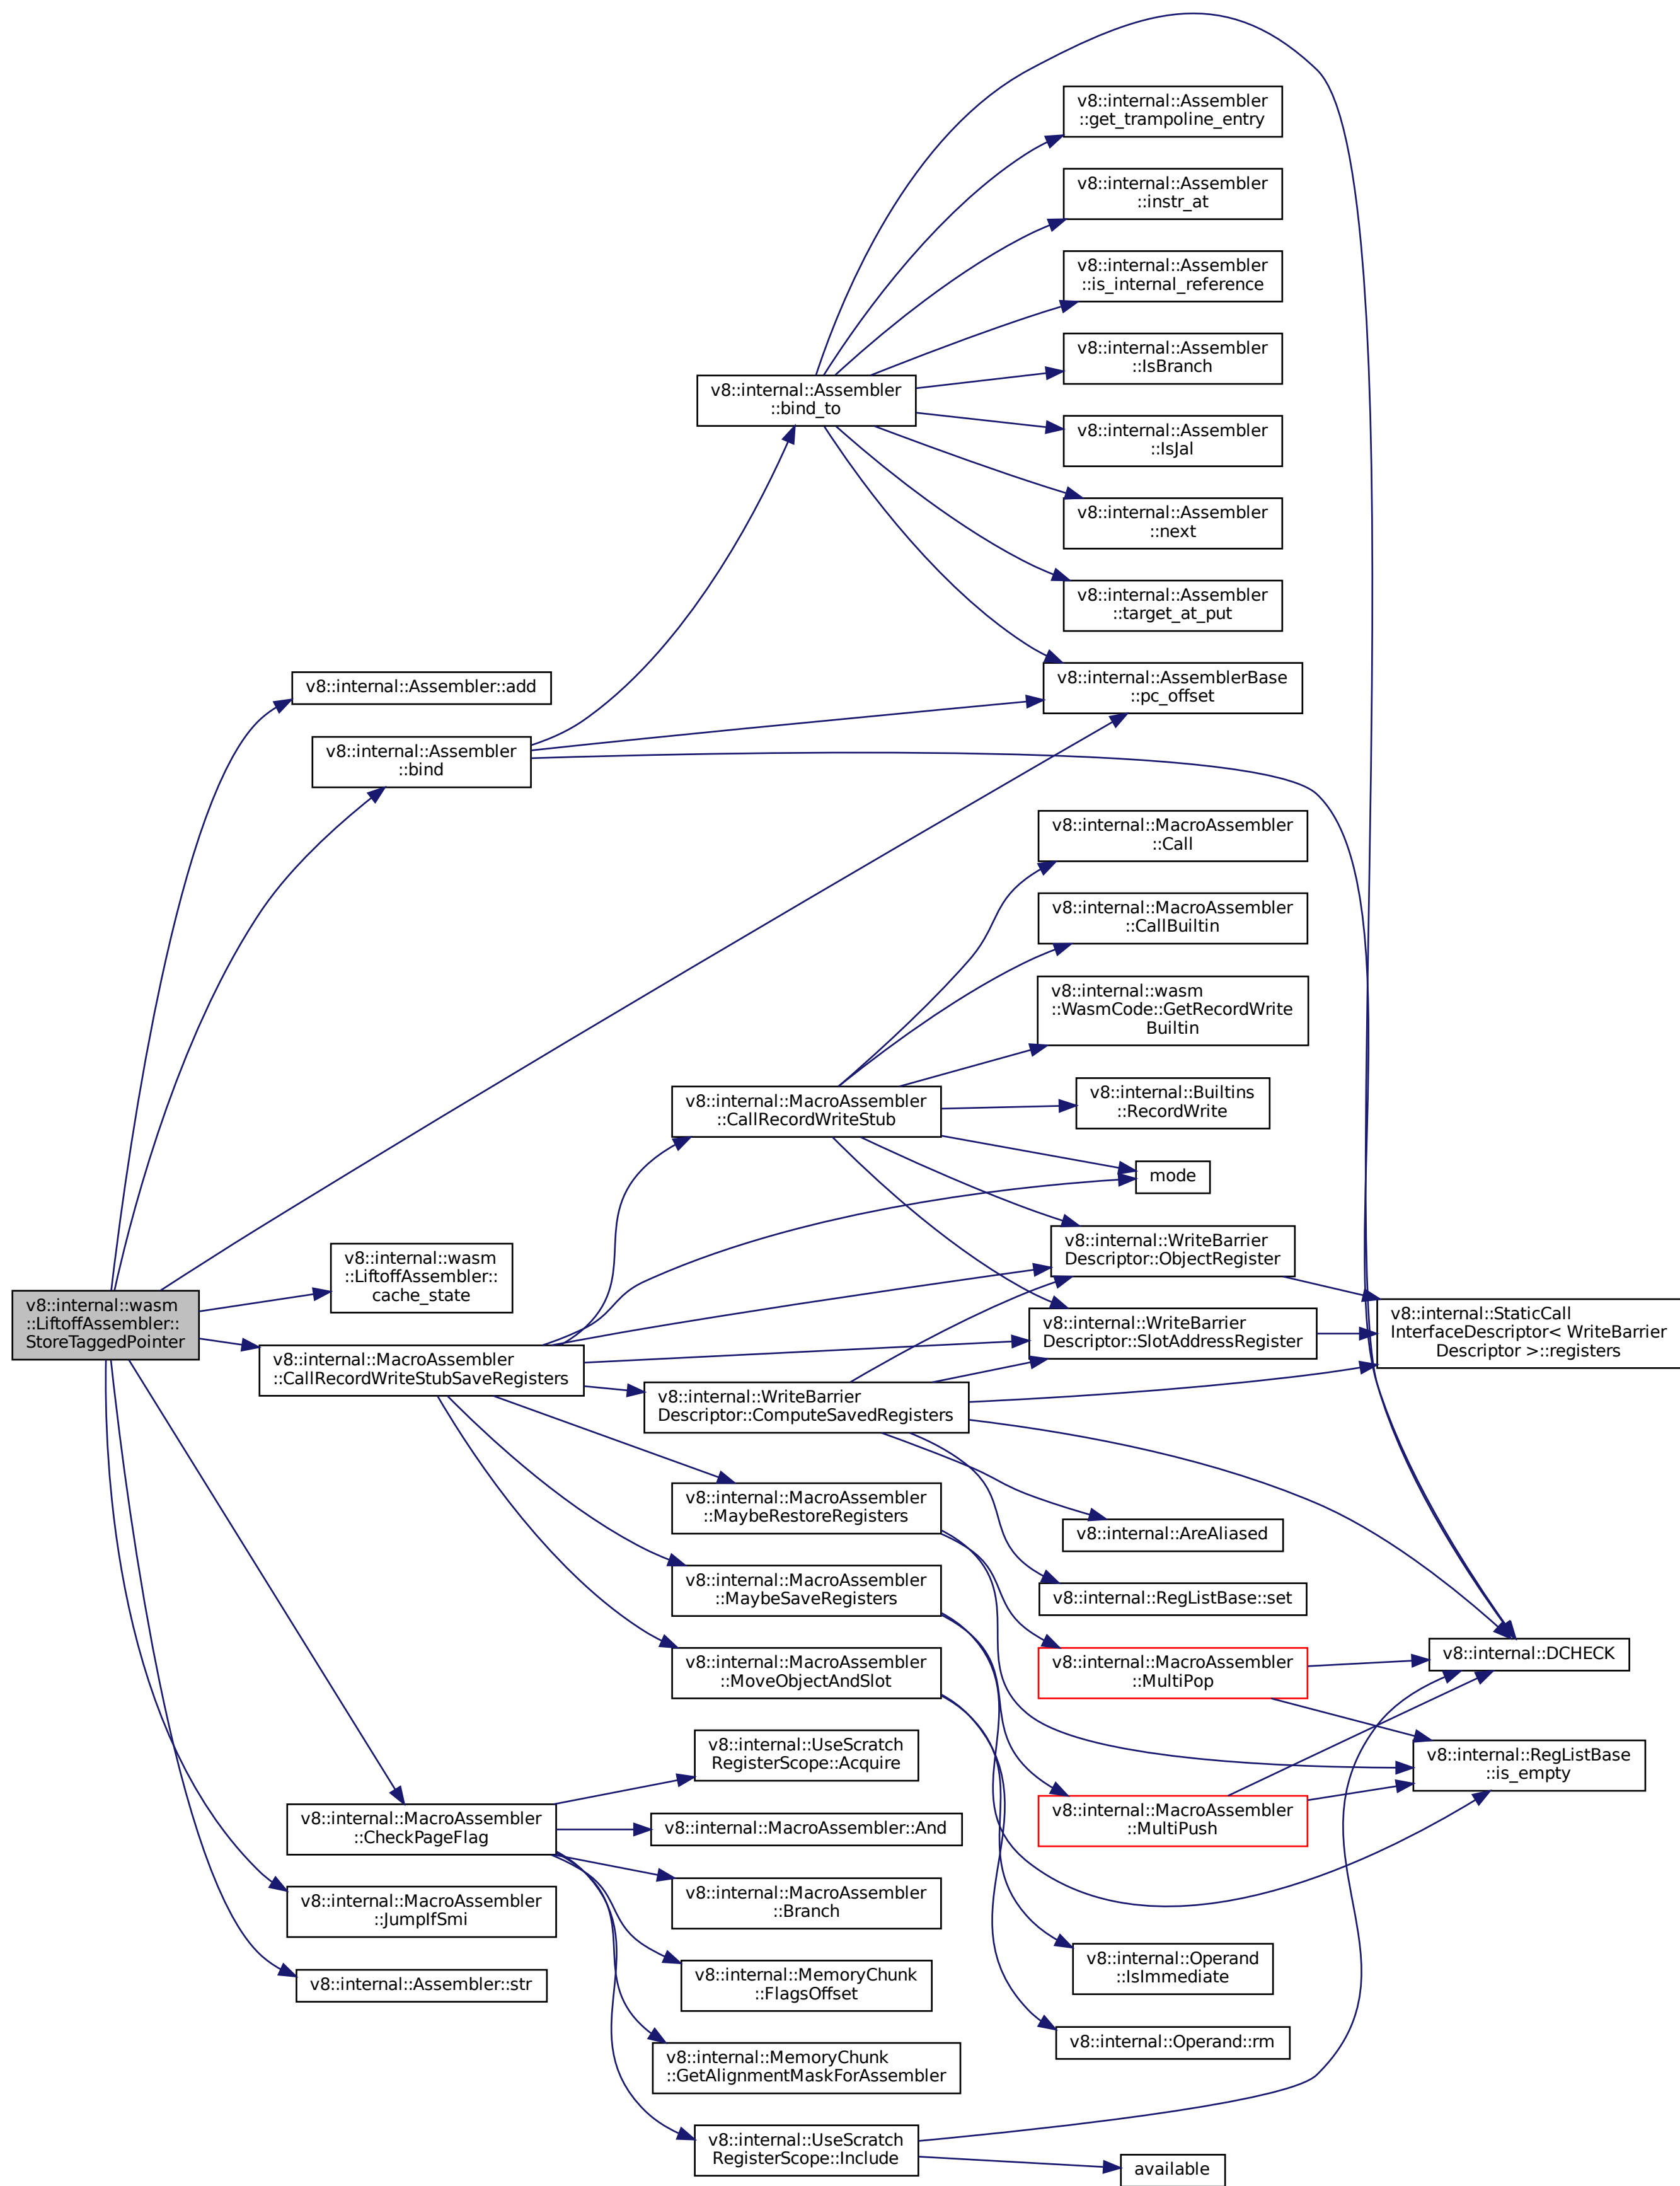 v8::internal::Assembler
::get_trampoline_entry
v8::internal::Assembler
::instr_at
v8::internal::Assembler
::is_internal_reference
v8::internal::Assembler
::IsBranch
v8::internal::Assembler
::bind_to
v8::internal::Assembler
::IsJal
v8::internal::Assembler
::next
v8::internal::Assembler
::target_at_put
v8::internal::AssemblerBase
::pc_offset
v8::internal::Assembler::add
v8::internal::Assembler
::bind
v8::internal::MacroAssembler
::Call
v8::internal::MacroAssembler
::CallBuiltin
v8::internal::wasm
::WasmCode::GetRecordWrite
Builtin
v8::internal::MacroAssembler
::CallRecordWriteStub
v8::internal::Builtins
::RecordWrite
mode
v8::internal::WriteBarrier
Descriptor::ObjectRegister
v8::internal::wasm
::LiftoffAssembler::
cache_state
v8::internal::wasm
::LiftoffAssembler::
StoreTaggedPointer
v8::internal::WriteBarrier
Descriptor::SlotAddressRegister
v8::internal::StaticCall
InterfaceDescriptor< WriteBarrier
Descriptor >::registers
v8::internal::MacroAssembler
::CallRecordWriteStubSaveRegisters
v8::internal::WriteBarrier
Descriptor::ComputeSavedRegisters
v8::internal::MacroAssembler
::MaybeRestoreRegisters
v8::internal::AreAliased
v8::internal::MacroAssembler
::MaybeSaveRegisters
v8::internal::RegListBase::set
v8::internal::MacroAssembler
::MoveObjectAndSlot
v8::internal::MacroAssembler
::MultiPop
v8::internal::DCHECK
v8::internal::UseScratch
RegisterScope::Acquire
v8::internal::RegListBase
::is_empty
v8::internal::MacroAssembler
::CheckPageFlag
v8::internal::MacroAssembler::And
v8::internal::MacroAssembler
::MultiPush
v8::internal::MacroAssembler
::JumpIfSmi
v8::internal::MacroAssembler
::Branch
v8::internal::Assembler::str
v8::internal::MemoryChunk
::FlagsOffset
v8::internal::Operand
::IsImmediate
v8::internal::MemoryChunk
::GetAlignmentMaskForAssembler
v8::internal::Operand::rm
v8::internal::UseScratch
RegisterScope::Include
available